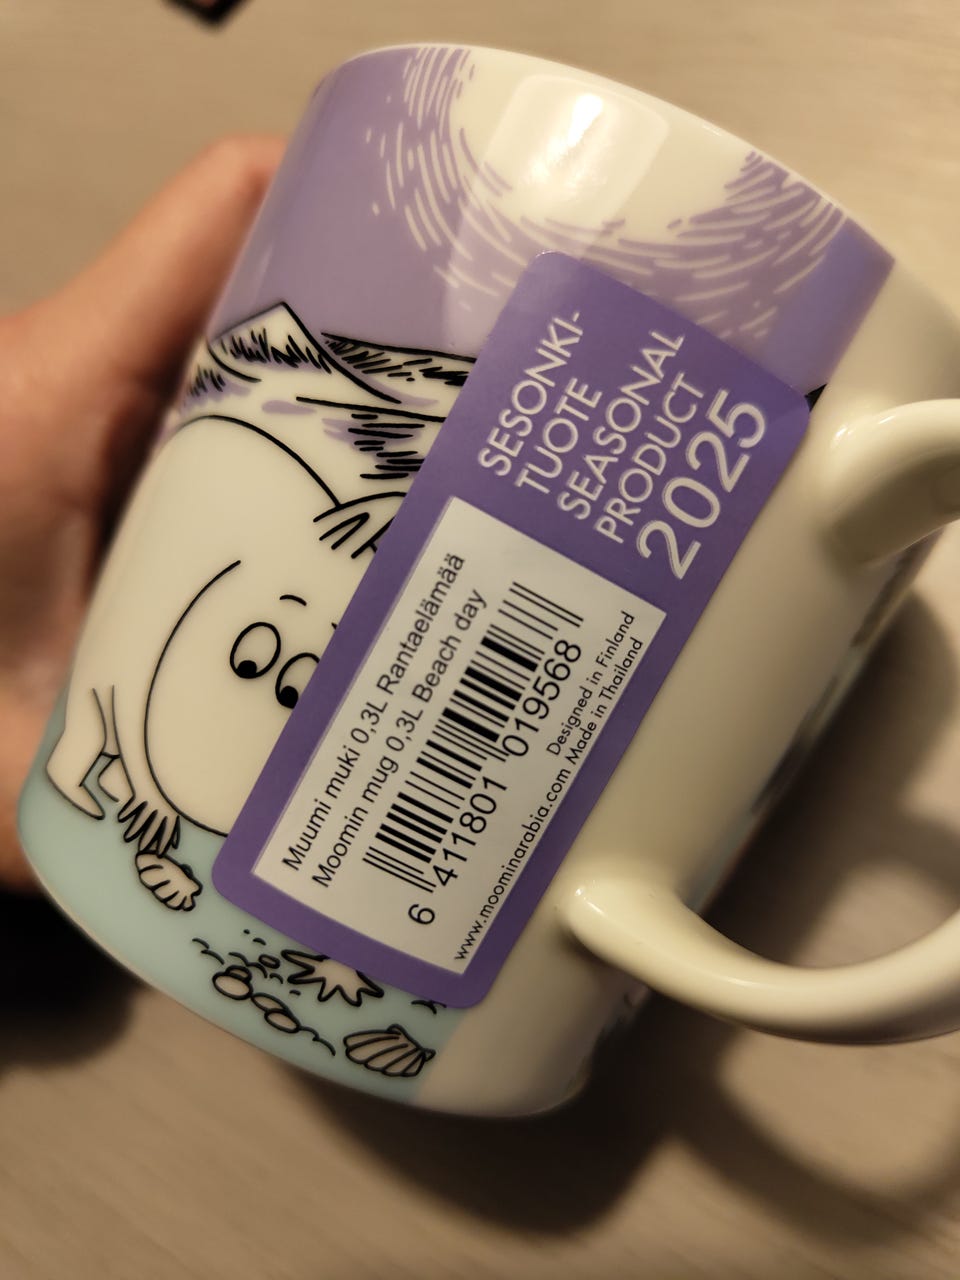 SESONKI-
TUOTE
SEASONAL
PRODUCT
2025
Muumi muki 0,3L Rantaelämää
Moomin mug 0,3L Beach day
6 411801 019568
Designed in Finland
www.moominarabia.com Made in Thailand